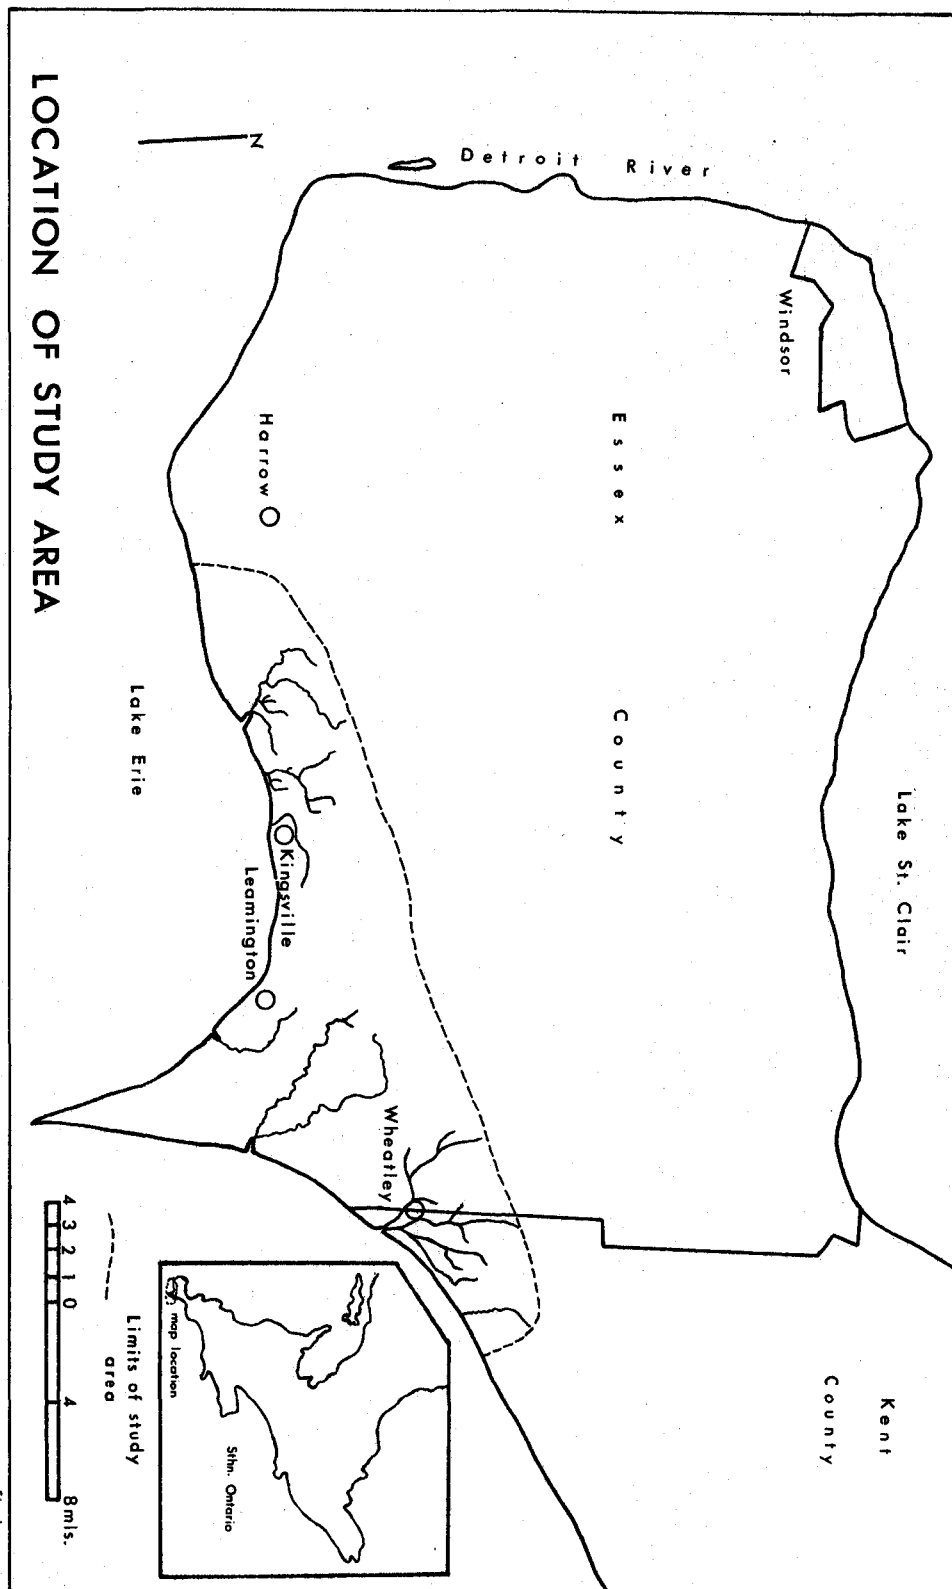 Detroit River
Windsor
Essex
County
Lake St. Clair
Kent
County
Harrow
Kingsville
Leamington
Wheatley
Lake Erie
N
LOCATION OF STUDY AREA
4 3 2 1 0 4 8 mls.
Limits of study
area
map location
Sthn. Ontario